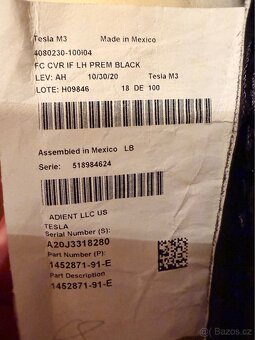 Tesla M3 Made in Mexico
4080230-100I04
FC CVR IF LH PREM BLACK
LEV: AH 10/30/20 Tesla M3
LOTE: H09846 18 DE 100
Assembled in Mexico LB
Serie: 518984624
ADIENT LLC US
TESLA
Serial Number (S):
A20J3318280
Part Number (P):
1452871-91-E
Part Description
1452871-91-E
Sbazar.cz